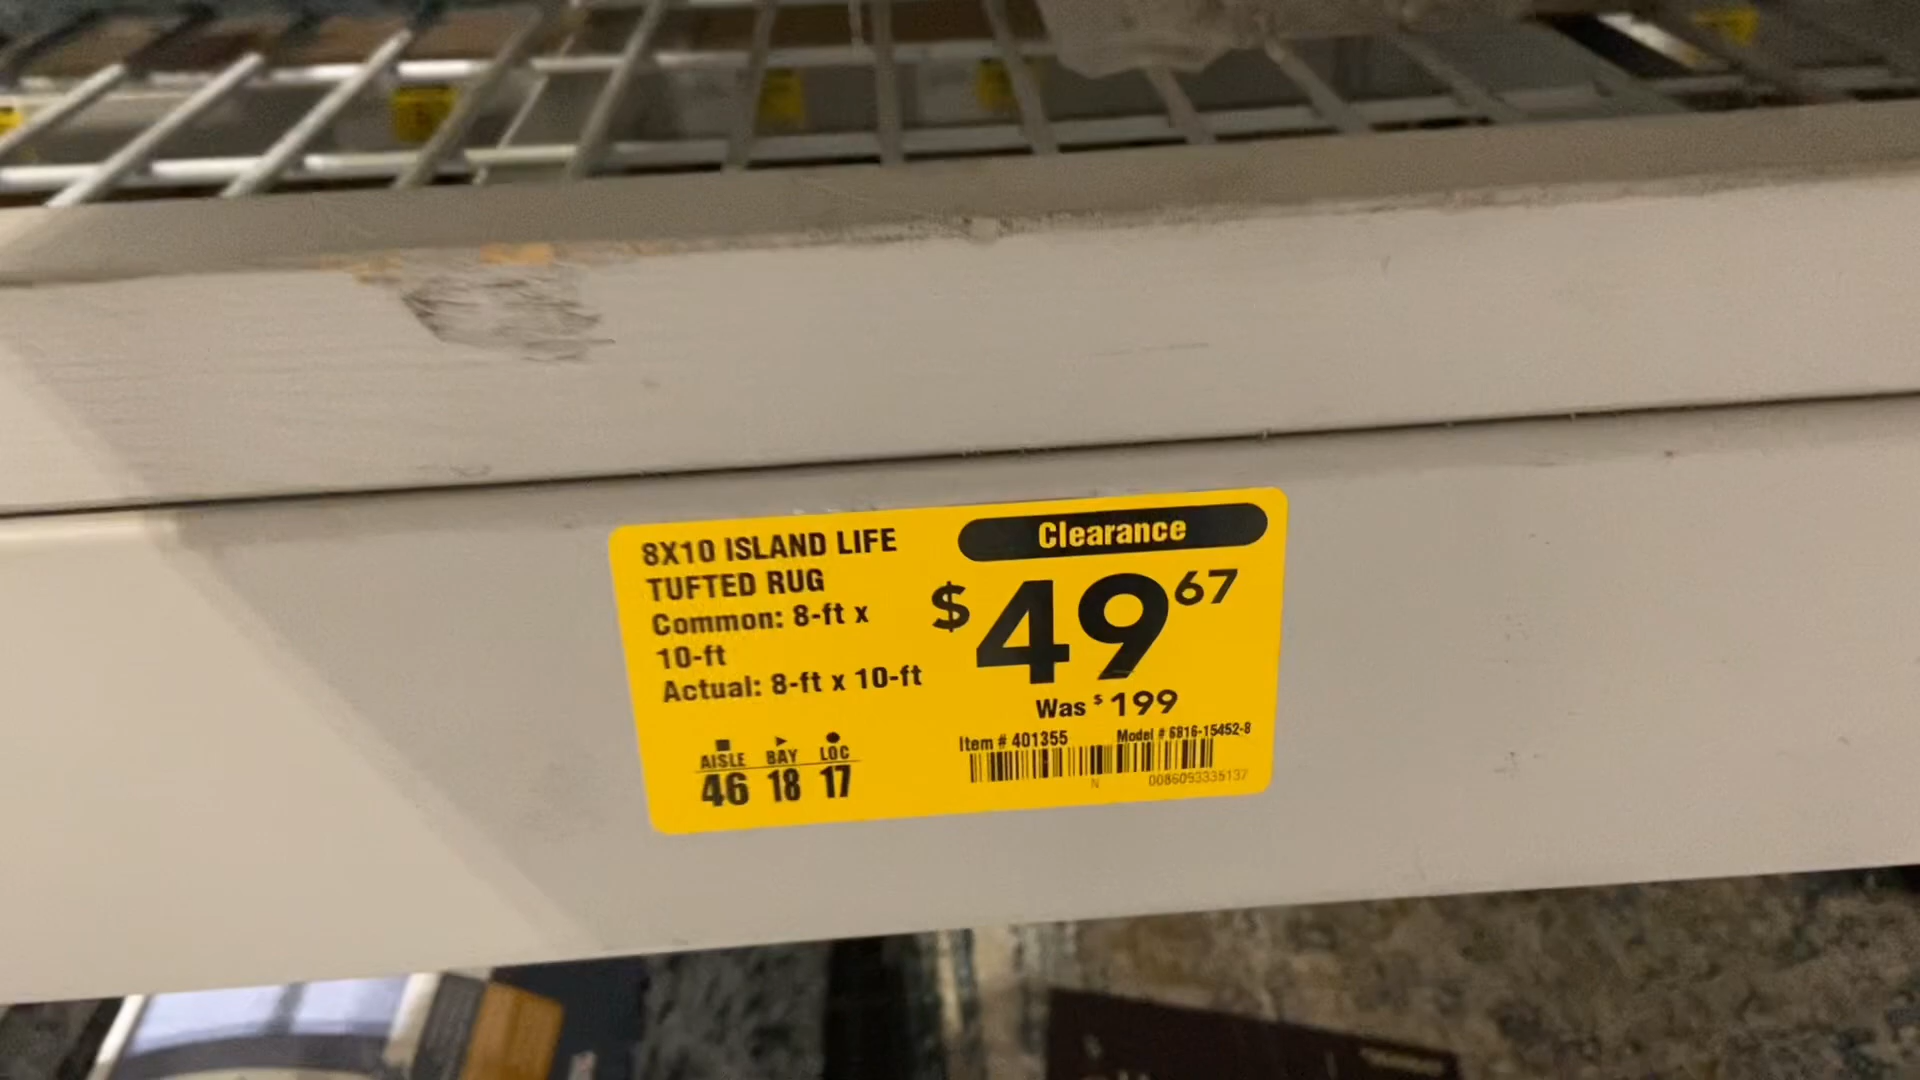 8X10 ISLAND LIFE
TUFTED RUG
Common: 8-ft x
10-ft
Actual: 8-ft x 10-ft
Clearance
$49 67
Was $199
Item # 401355 Model # 6816-15452-8
N 0086093335137
AISLE BAY LOC
46 18 17